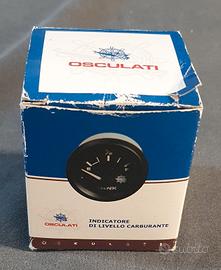 OSCULATI
INDICATORE
DI LIVELLO CARBURANTE
OSCULATI